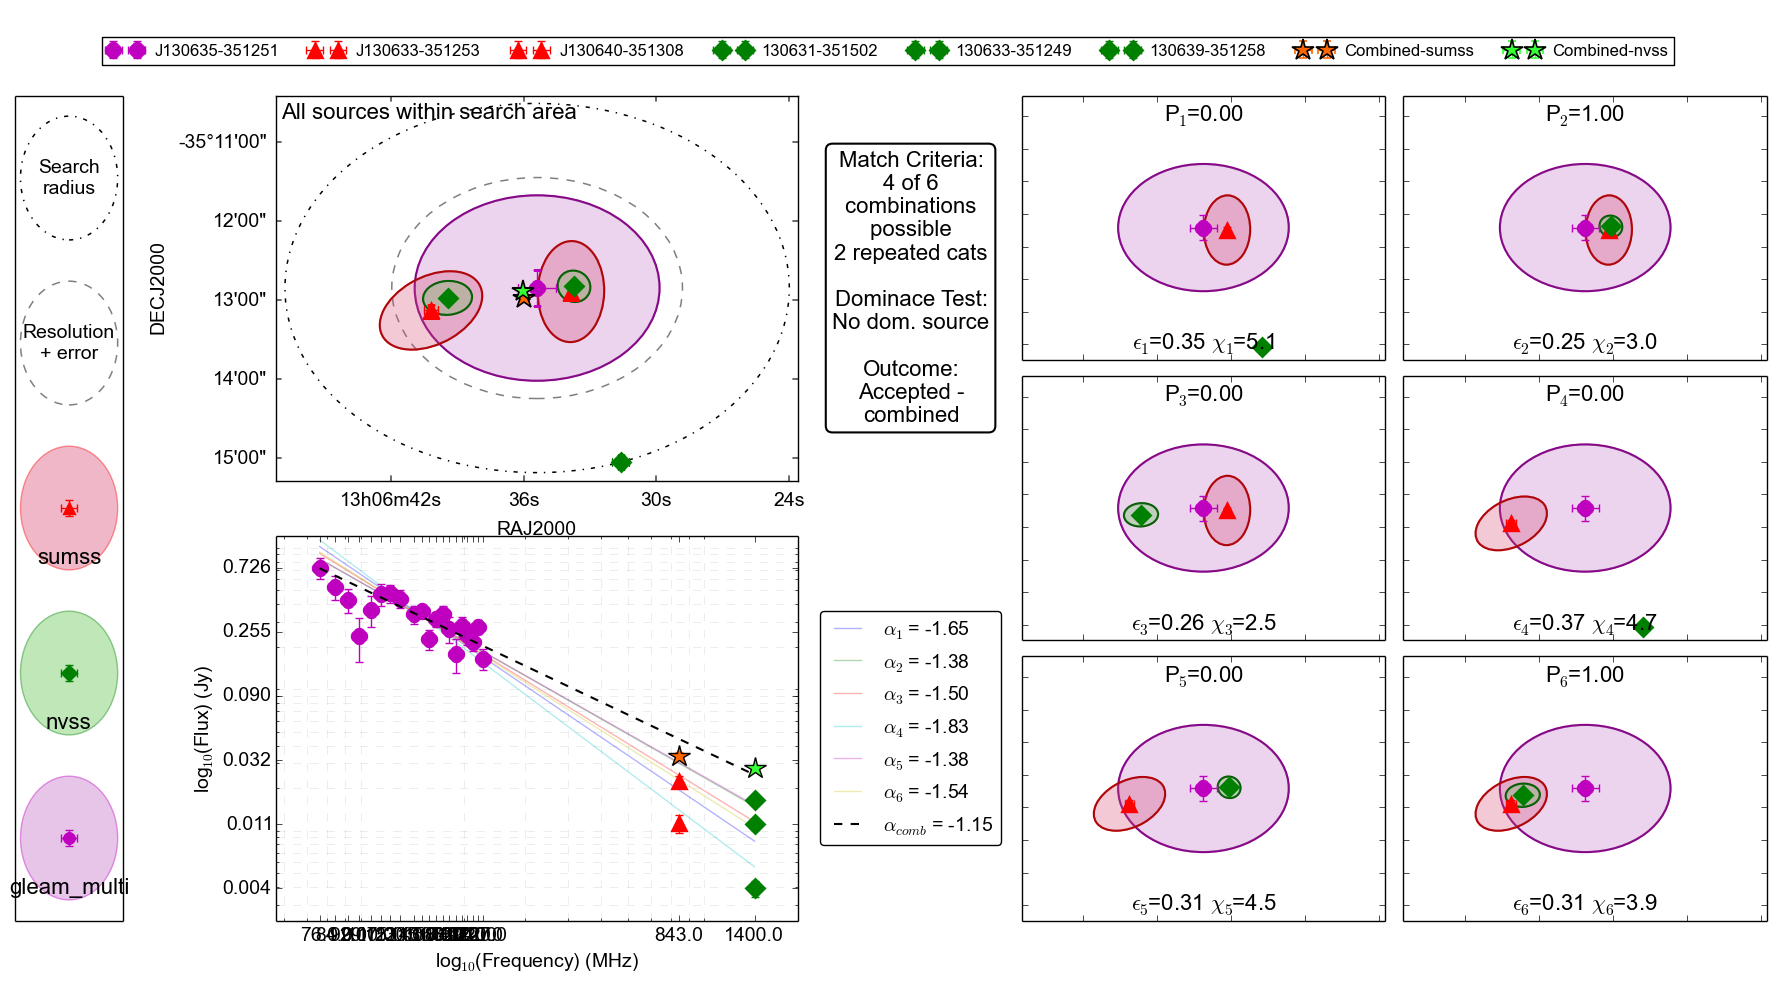 J130635-351251 J130633-351253 J130640-351308 130631-351502 130633-351249 130639-351258 Combined-sumss Combined-nvss
Search
radius
Resolution
+ error
sumss
nvss
gleam_multi
All sources within search area
DECJ2000
-35°11'00"
12'00"
13'00"
14'00"
15'00"
13h06m42s 36s 30s 24s
RAJ2000
log10(Flux) (Jy)
0.726
0.255
0.090
0.032
0.011
0.004
843.0 1400.0
log10(Frequency) (MHz)
Match Criteria:
4 of 6
combinations
possible
2 repeated cats
Dominace Test:
No dom. source
Outcome:
Accepted -
combined
α1 = -1.65
α2 = -1.38
α3 = -1.50
α4 = -1.83
α5 = -1.38
α6 = -1.54
αcomb = -1.15
P1=0.00
ϵ1=0.35 χ1=5.1
P2=1.00
ϵ2=0.25 χ2=3.0
P3=0.00
ϵ3=0.26 χ3=2.5
P4=0.00
ϵ4=0.37 χ4=4.7
P5=0.00
ϵ5=0.31 χ5=4.5
P6=1.00
ϵ6=0.31 χ6=3.9